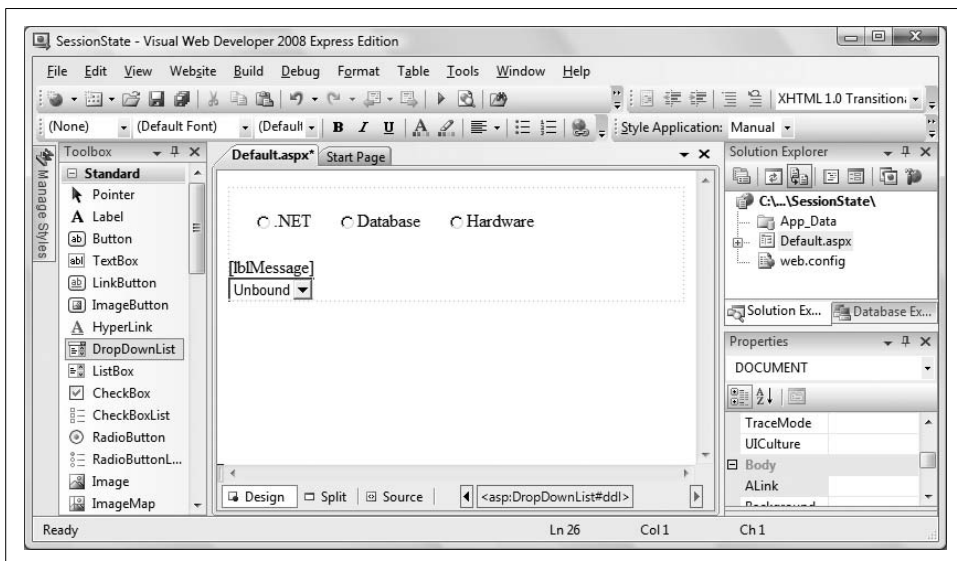 SessionState - Visual Web Developer 2008 Express Edition
File Edit View Website Build Debug Format Table Tools Window Help
XHTML 1.0 Transition:
(None) (Default Font) (Default B I U A Style Application: Manual
Manage Styles
Toolbox
Standard
Pointer
A Label
ab Button
abl TextBox
ab LinkButton
ImageButton
A HyperLink
DropDownList
ListBox
CheckBox
CheckBoxList
RadioButton
RadioButtonL...
Image
ImageMap
Default.aspx* Start Page
.NET Database Hardware
[lblMessage]
Unbound
Design Split Source <asp:DropDownList#ddl>
Solution Explorer
C:\...\SessionState\
App_Data
Default.aspx
web.config
Solution Ex... Database Ex...
Properties
DOCUMENT
TraceMode
UICulture
Body
ALink
Ready Ln 26 Col 1 Ch 1